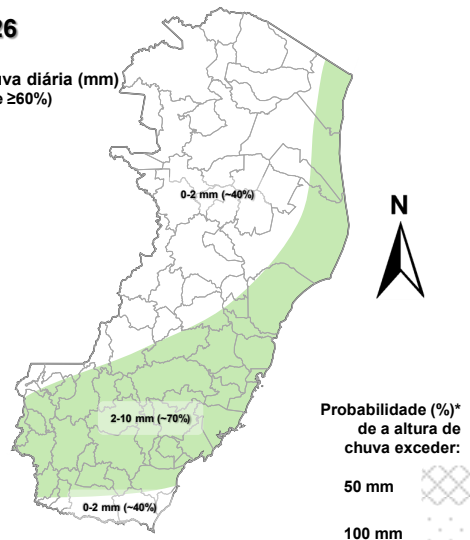 26
uva diária (mm)
e ≥60%)
0-2 mm (~40%)
N
2-10 mm (~70%)
0-2 mm (~40%)
Probabilidade (%)*
de a altura de
chuva exceder:
50 mm
100 mm